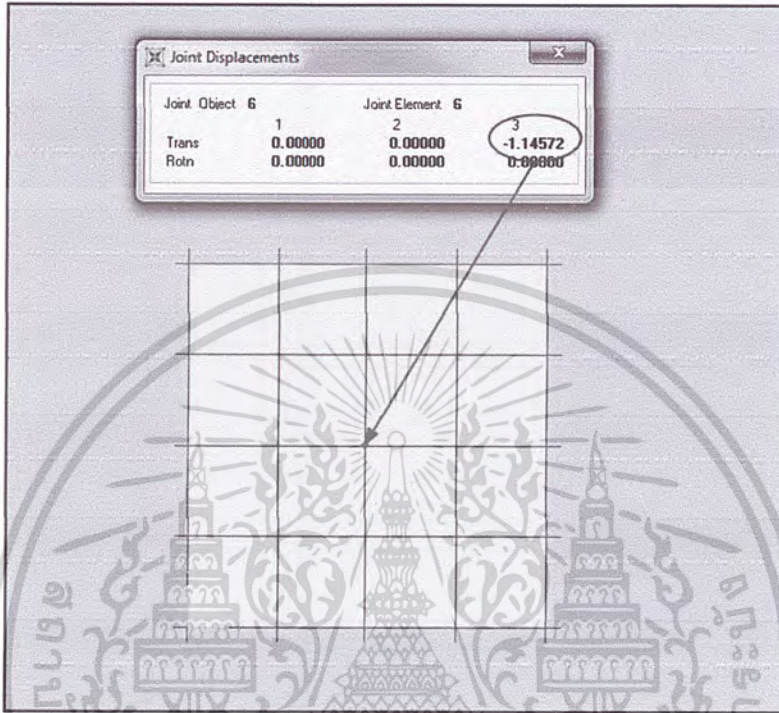 Joint Displacements
Joint Object 6 Joint Element 6
1 2 3
Trans 0.00000 0.00000 -1.14572
Rotn 0.00000 0.00000 0.00000